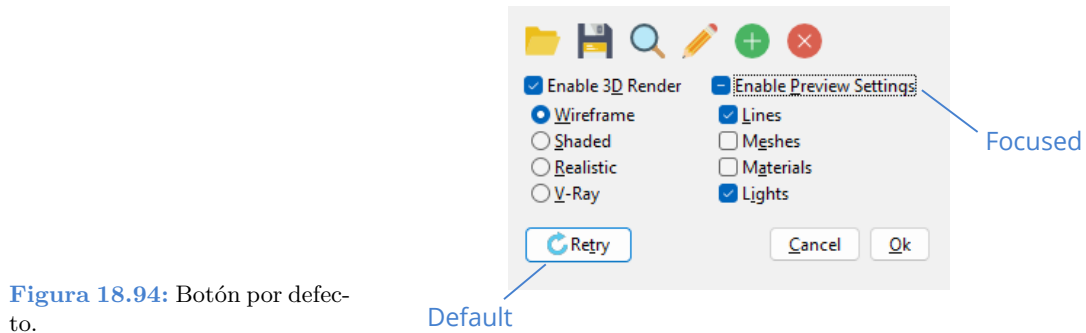 Enable 3D Render Enable Preview Settings
Wireframe Lines
Shaded Meshes
Realistic Materials
V-Ray Lights
Focused
Retry Cancel Ok
Default
Figura 18.94: Botón por defec-
to.